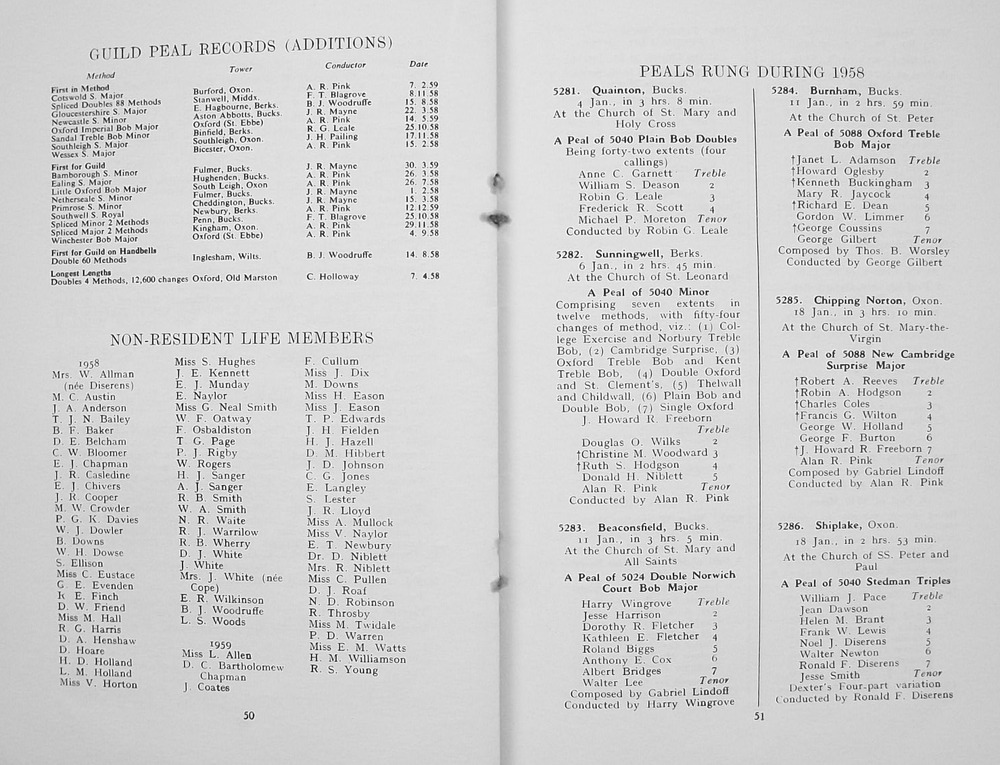 GUILD PEAL RECORDS (ADDITIONS)
Method Tower Conductor Date
First in Method
Cotswold S. Major Burford, Oxon. A. R. Pink 7. 2.59
Spliced Doubles 88 Methods Stanwell, Middx. F. T. Blagrove 8.11.58
Gloucestershire S. Major E. Hagbourne, Berks. B. J. Woodruffe 15. 8.58
Newcastle S. Minor Aston Abbotts, Bucks. J. R. Mayne 22. 3.58
Oxford Imperial Bob Major Oxford (St. Ebbe) A. R. Pink 14. 5.59
Sandal Treble Bob Minor Binfield, Berks. R. G. Leale 25.10.58
Southleigh S. Major Southleigh, Oxon. J. H. Pailing 17.11.58
Wessex S. Major Bicester, Oxon. A. R. Pink 15. 2.58
First for Guild
Bamborough S. Minor Fulmer, Bucks. J. R. Mayne 30. 3.59
Ealing S. Major Hughenden, Bucks. A. R. Pink 26. 3.58
Little Oxford Bob Major South Leigh, Oxon A. R. Pink 26. 7.58
Netherseale S. Minor Fulmer, Bucks. J. R. Mayne 1. 2.58
Primrose S. Minor Cheddington, Bucks. J. R. Mayne 15. 3.58
Southwell S. Royal Newbury, Berks. A. R. Pink 12.12.59
Spliced Minor 2 Methods Penn, Bucks. F. T. Blagrove 25.10.58
Spliced Major 2 Methods Kingham, Oxon. A. R. Pink 29.11.58
Winchester Bob Major Oxford (St. Ebbe) A. R. Pink 4. 9.58
First for Guild on Handbells
Double 60 Methods Inglesham, Wilts. B. J. Woodruffe 14. 8.58
Longest Lengths
Doubles 4 Methods, 12,600 changes Oxford, Old Marston C. Holloway 7. 4.58
NON-RESIDENT LIFE MEMBERS
1958
Mrs. W. Allman
(née Diserens)
M. C. Austin
J. A. Anderson
T. J. N. Bailey
B. F. Baker
D. E. Belcham
C. W. Bloomer
E. J. Chapman
J. R. Casledine
E. J. Chivers
J. R. Cooper
M. W. Crowder
P. G. K. Davies
W. J. Dowler
B. Downs
W. H. Dowse
S. Ellison
Miss C. Eustace
G. E. Evenden
K E. Finch
D. W. Friend
Miss M. Hall
R. G. Harris
D. A. Henshaw
D. Hoare
H. D. Holland
L. M. Holland
Miss V. Horton
Miss S. Hughes
J. E. Kennett
E. J. Munday
E. Naylor
Miss G. Neal Smith
W. F. Oatway
F. Osbaldiston
T G. Page
P. J. Rigby
W. Rogers
H. J. Sanger
A. J. Sanger
R. B. Smith
W. A. Smith
N. R. Waite
R. J. Warrilow
R. B. Wherry
D. J. White
J. White
Mrs. J. White (née
Cope)
E. R. Wilkinson
B. J. Woodruffe
L. S. Woods
1959
Miss L. Allen
D. C. Bartholomew
Chapman
J. Coates
F. Cullum
Miss J. Dix
M. Downs
Miss H. Eason
Miss J. Eason
T. P. Edwards
J. H. Fielden
H. J. Hazell
D. M. Hibbert
J. D. Johnson
C. G. Jones
E. Langley
S. Lester
J. R. Lloyd
Miss A. Mullock
Miss V. Naylor
E. T. Newbury
Dr. D. Niblett
Mrs. R. Niblett
Miss C. Pullen
D. J. Roaf
N. D. Robinson
R. Throsby
Miss M. Twidale
P. D. Warren
Miss E. M. Watts
H. M. Williamson
R. S. Young
50
PEALS RUNG DURING 1958
5281. Quainton, Bucks.
4 Jan., in 3 hrs. 8 min.
At the Church of St. Mary and
Holy Cross
A Peal of 5040 Plain Bob Doubles
Being forty-two extents (four
callings)
Anne C. Garnett Treble
William S. Deason 2
Robin G. Leale 3
Frederick R. Scott 4
Michael P. Moreton Tenor
Conducted by Robin G. Leale
5282. Sunningwell, Berks.
6 Jan., in 2 hrs. 45 min.
At the Church of St. Leonard
A Peal of 5040 Minor
Comprising seven extents in
twelve methods, with fifty-four
changes of method, viz.: (1) Col-
lege Exercise and Norbury Treble
Bob, (2) Cambridge Surprise, (3)
Oxford Treble Bob and Kent
Treble Bob, (4) Double Oxford
and St. Clement's, (5) Thelwall
and Childwall, (6) Plain Bob and
Double Bob, (7) Single Oxford
J. Howard R. Freeborn
Treble
Douglas O. Wilks 2
†Christine M. Woodward 3
†Ruth S. Hodgson 4
Donald H. Niblett 5
Alan R. Pink Tenor
Conducted by Alan R. Pink
5283. Beaconsfield, Bucks.
11 Jan., in 3 hrs. 5 min.
At the Church of St. Mary and
All Saints
A Peal of 5024 Double Norwich
Court Bob Major
Harry Wingrove Treble
Jesse Harrison 2
Dorothy R. Fletcher 3
Kathleen E. Fletcher 4
Roland Biggs 5
Anthony E. Cox 6
Albert Bridges 7
Walter Lee Tenor
Composed by Gabriel Lindoff
Conducted by Harry Wingrove
5284. Burnham, Bucks.
11 Jan., in 2 hrs. 59 min.
At the Church of St. Peter
A Peal of 5088 Oxford Treble
Bob Major
†Janet L. Adamson Treble
†Howard Oglesby 2
†Kenneth Buckingham 3
Mary R. Jaycock 4
†Richard E. Dean 5
Gordon W. Limmer 6
†George Coussins 7
George Gilbert Tenor
Composed by Thos. B. Worsley
Conducted by George Gilbert
5285. Chipping Norton, Oxon.
18 Jan., in 3 hrs. 10 min.
At the Church of St. Mary-the-
Virgin
A Peal of 5088 New Cambridge
Surprise Major
†Robert A. Reeves Treble
†Robin A. Hodgson 2
†Charles Coles 3
†Francis G. Wilton 4
George W. Holland 5
George F. Burton 6
†J. Howard R. Freeborn 7
Alan R. Pink Tenor
Composed by Gabriel Lindoff
Conducted by Alan R. Pink
5286. Shiplake, Oxon.
18 Jan., in 2 hrs. 53 min.
At the Church of SS. Peter and
Paul
A Peal of 5040 Stedman Triples
William J. Pace Treble
Jean Dawson 2
Helen M. Brant 3
Frank W. Lewis 4
Noel J. Diserens 5
Walter Newton 6
Ronald F. Diserens 7
Jesse Smith Tenor
Dexter's Four-part variation
Conducted by Ronald F. Diserens
51